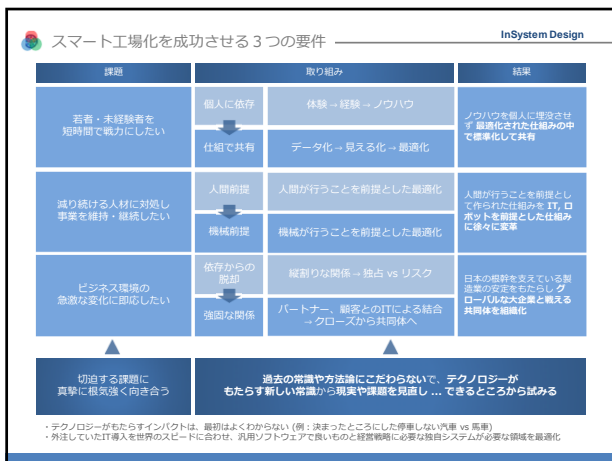 スマート工場化を成功させる３つの要件
InSystem Design
課題
取り組み
結果
若者・未経験者を
短時間で戦力にしたい
個人に依存
体験→経験→ノウハウ
仕組で共有
データ化→見える化→最適化
ノウハウを個人に埋没させ
ず 最適化された仕組みの中
で標準化して共有
減り続ける人材に対処し
事業を維持・継続したい
人間前提
人間が行うことを前提とした最適化
機械前提
機械が行うことを前提とした最適化
人間が行うことを前提とし
て作られた仕組みを IT, ロ
ボットを前提とした仕組み
に徐々に変革
ビジネス環境の
急激な変化に即応したい
依存からの
脱却
縦割りな関係→独占 vs リスク
強固な関係
パートナー、顧客とのITによる結合
→クローズから共同体へ
日本の根幹を支えている製
造業の安定をもたらし グ
ローバルな大企業と戦える
共同体を組織化
切迫する課題に
真摯に根気強く向き合う
過去の常識や方法論にこだわらないで、テクノロジーが
もたらす新しい常識から現実や課題を見直し ... できるところから試みる
・テクノロジーがもたらすインパクトは、最初はよくわからない (例：決まったところにした停車しない汽車 vs 馬車)
・外注していたIT導入を世界のスピードに合わせ、汎用ソフトウェアで良いものと経営戦略に必要な独自システムが必要な領域を最適化